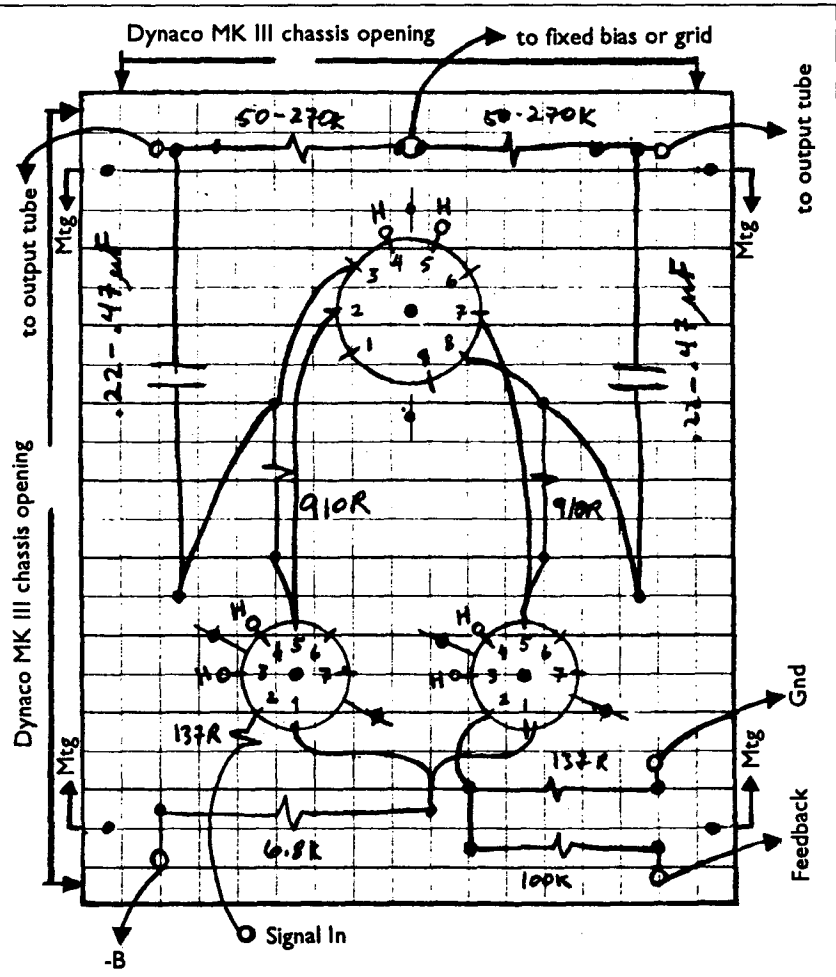 Dynaco MK III chassis opening
to fixed bias or grid
50-270K
50-270K
to output tube
to output tube
Mtg
Mtg
H
H
3
4
5
6
2
7
1
8
9
.22-.47 µF
.22-.47 µF
910R
910R
Dynaco MK III chassis opening
H
4
5
6
H
3
7
2
1
H
4
5
6
H
3
7
2
1
137R
137R
Gnd
Mtg
Mtg
6.8K
100K
Feedback
Signal In
-B